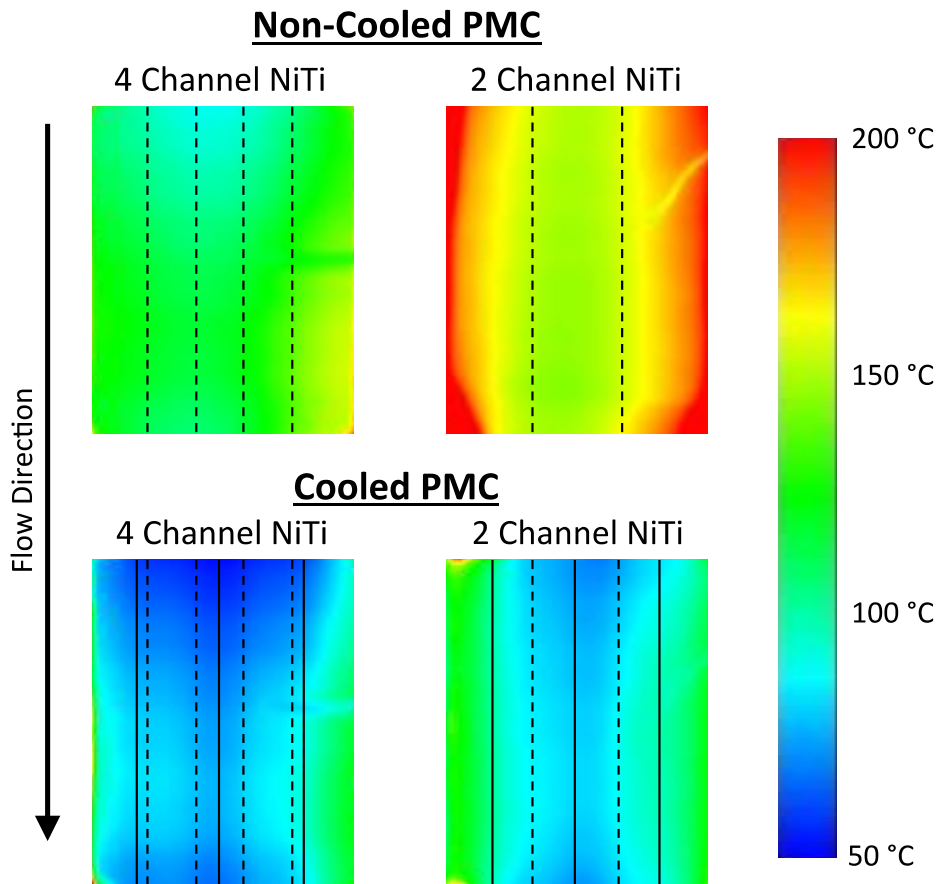 Non-Cooled PMC
4 Channel NiTi
2 Channel NiTi
200 °C
150 °C
100 °C
50 °C
Flow Direction
Cooled PMC
4 Channel NiTi
2 Channel NiTi